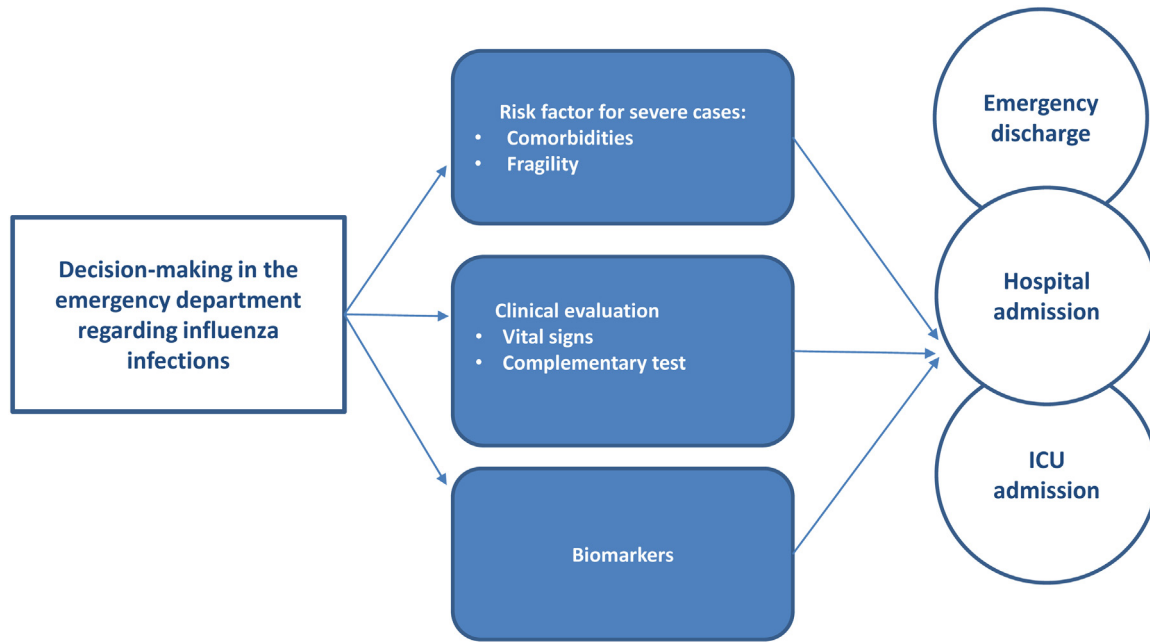 Decision-making in the
emergency department
regarding influenza
infections
Risk factor for severe cases:
• Comorbidities
• Fragility
Clinical evaluation
• Vital signs
• Complementary test
Biomarkers
Emergency
discharge
Hospital
admission
ICU
admission